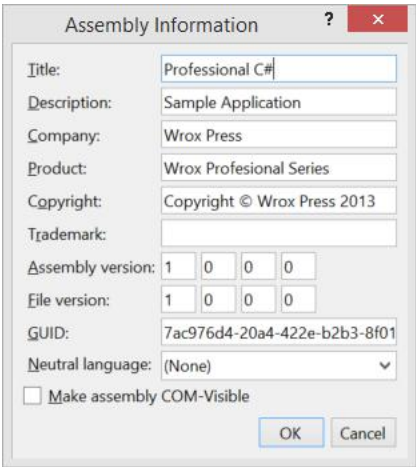 Assembly Information ? ×
Title: Professional C#
Description: Sample Application
Company: Wrox Press
Product: Wrox Profesional Series
Copyright: Copyright © Wrox Press 2013
Trademark:
Assembly version: 1 0 0 0
File version: 1 0 0 0
GUID: 7ac976d4-20a4-422e-b2b3-8f01
Neutral language: (None)
Make assembly COM-Visible
OK Cancel